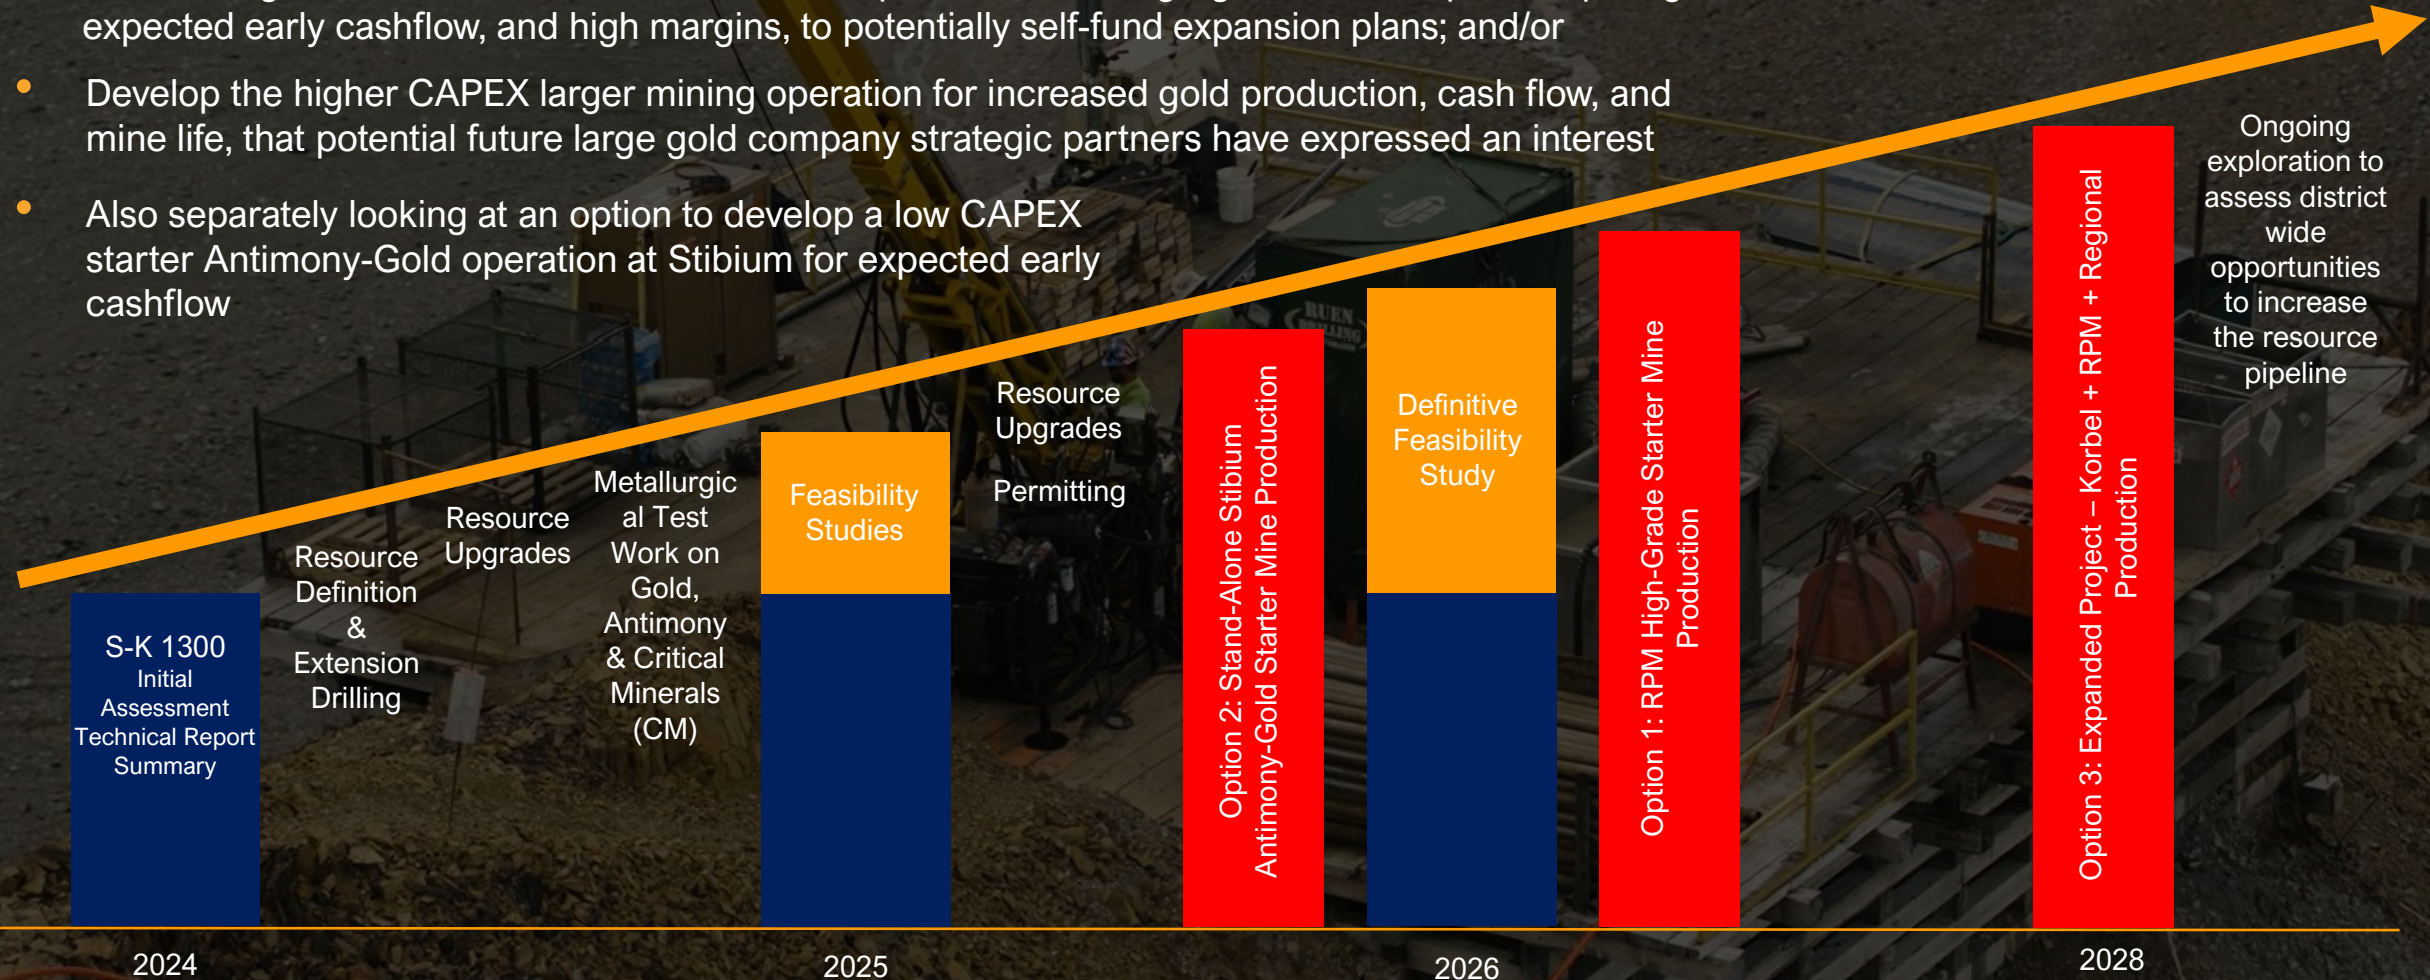 expected early cashflow, and high margins, to potentially self-fund expansion plans; and/or
• Develop the higher CAPEX larger mining operation for increased gold production, cash flow, and
mine life, that potential future large gold company strategic partners have expressed an interest
• Also separately looking at an option to develop a low CAPEX
starter Antimony-Gold operation at Stibium for expected early
cashflow
S-K 1300
Initial
Assessment
Technical Report
Summary
Resource
Definition
&
Extension
Drilling
Resource
Upgrades
Metallurgic
al Test
Work on
Gold,
Antimony
& Critical
Minerals
(CM)
Feasibility
Studies
Resource
Upgrades
Permitting
Option 2: Stand-Alone Stibium
Antimony-Gold Starter Mine Production
Definitive
Feasibility
Study
Option 1: RPM High-Grade Starter Mine
Production
Option 3: Expanded Project – Korbel + RPM + Regional
Production
Ongoing
exploration to
assess district
wide
opportunities
to increase
the resource
pipeline
RUEN
DRILLING
2024
2025
2026
2028